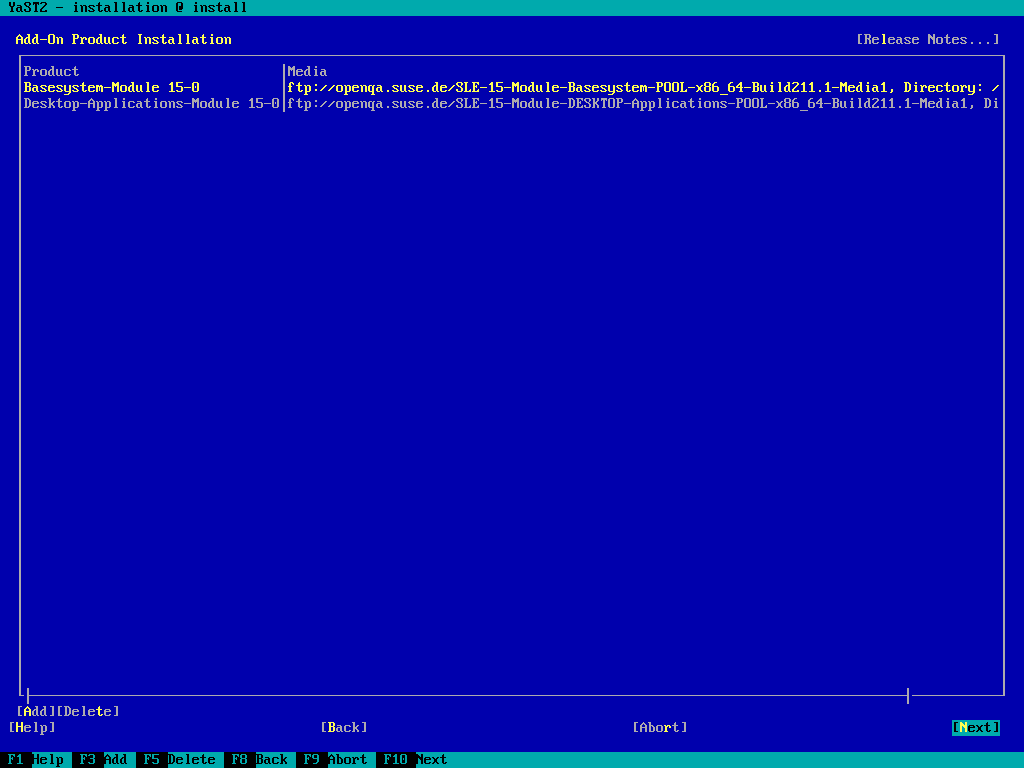 YaST2 - installation @ install
Add-On Product Installation [Release Notes...]
Product |Media
Basesystem-Module 15-0 |ftp://openqa.suse.de/SLE-15-Module-Basesystem-POOL-x86_64-Build211.1-Media1, Directory: /
Desktop-Applications-Module 15-0|ftp://openqa.suse.de/SLE-15-Module-DESKTOP-Applications-POOL-x86_64-Build211.1-Media1, Di
[Add][Delete]
[Help] [Back] [Abort] [Next]
F1 Help F3 Add F5 Delete F8 Back F9 Abort F10 Next